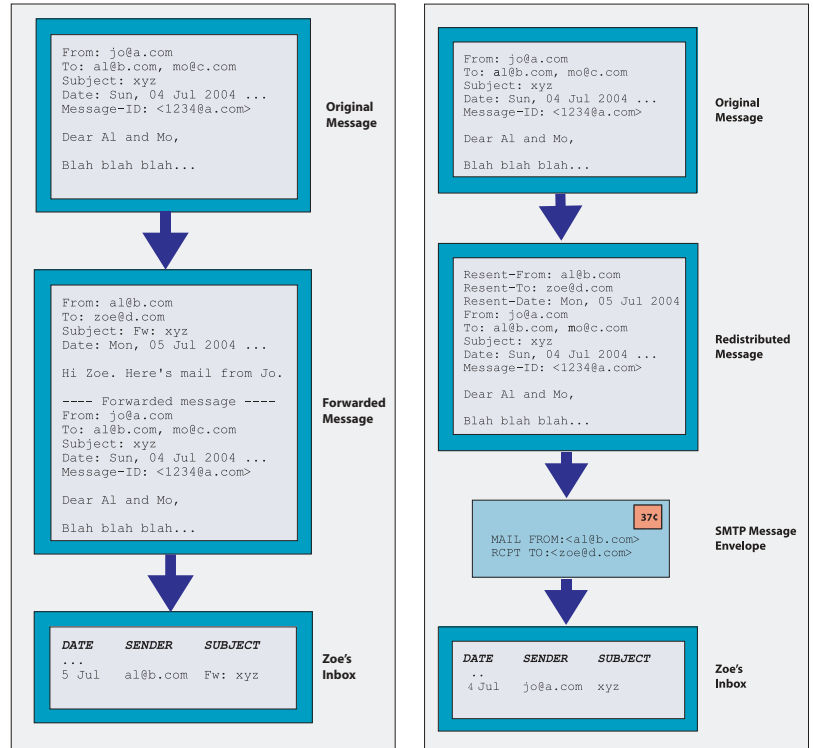 From: jo@a.com
To: al@b.com, mo@c.com
Subject: xyz
Date: Sun, 04 Jul 2004 ...
Message-ID: <1234@a.com>
Dear Al and Mo,
Blah blah blah...
Original
Message
From: al@b.com
To: zoe@d.com
Subject: Fw: xyz
Date: Mon, 05 Jul 2004 ...
Hi Zoe. Here's mail from Jo.
---- Forwarded message ----
From: jo@a.com
To: al@b.com, mo@c.com
Subject: xyz
Date: Sun, 04 Jul 2004 ...
Message-ID: <1234@a.com>
Dear Al and Mo,
Blah blah blah...
Forwarded
Message
DATE SENDER SUBJECT
...
5 Jul al@b.com Fw: xyz
Zoe's
Inbox
From: jo@a.com
To: al@b.com, mo@c.com
Subject: xyz
Date: Sun, 04 Jul 2004 ...
Message-ID: <1234@a.com>
Dear Al and Mo,
Blah blah blah...
Original
Message
Resent-From: al@b.com
Resent-To: zoe@d.com
Resent-Date: Mon, 05 Jul 2004
From: jo@a.com
To: al@b.com, mo@c.com
Subject: xyz
Date: Sun, 04 Jul 2004 ...
Message-ID: <1234@a.com>
Dear Al and Mo,
Blah blah blah...
Redistributed
Message
37¢
MAIL FROM:<al@b.com>
RCPT TO:<zoe@d.com>
SMTP Message
Envelope
DATE SENDER SUBJECT
..
4 Jul jo@a.com xyz
Zoe's
Inbox